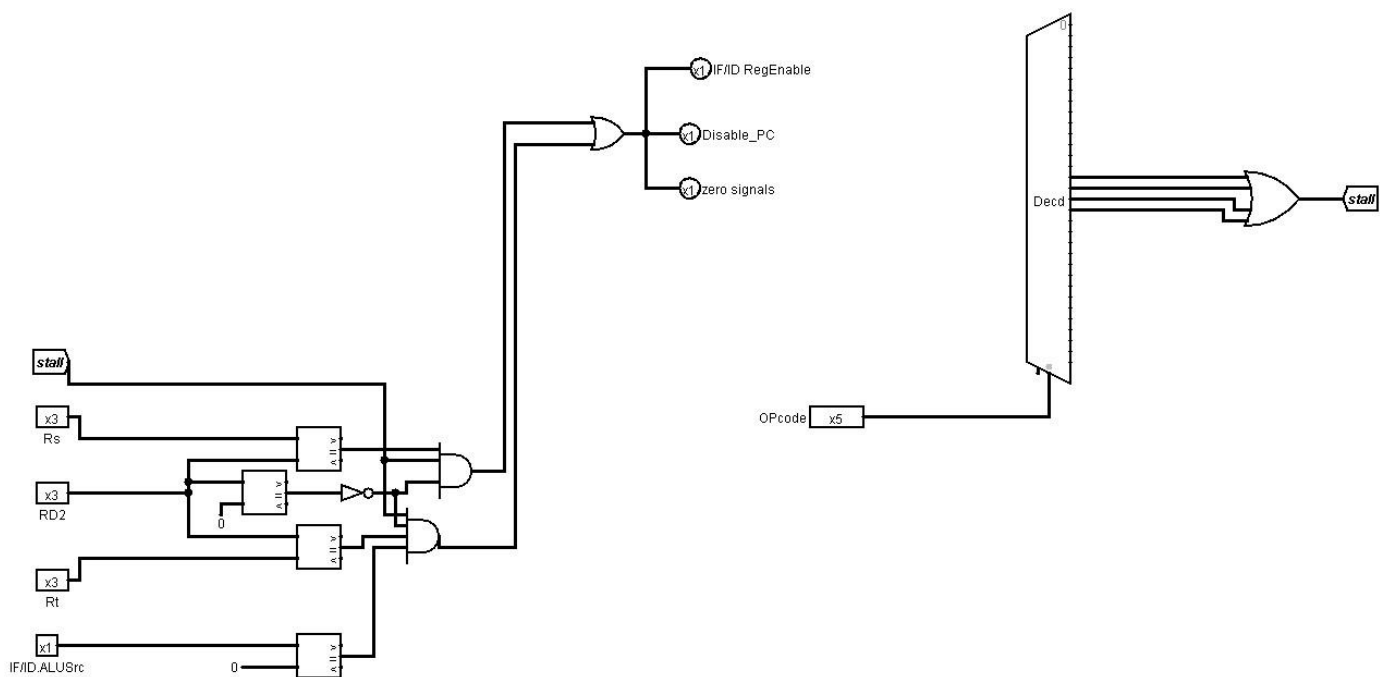 0
x1 IF/ID RegEnable
x1 Disable_PC
x1 zero signals
Decd
stall
stall
OPcode x5
x3
Rs
x3
RD2
0
x3
Rt
x1
IF/ID.ALUSrc
0